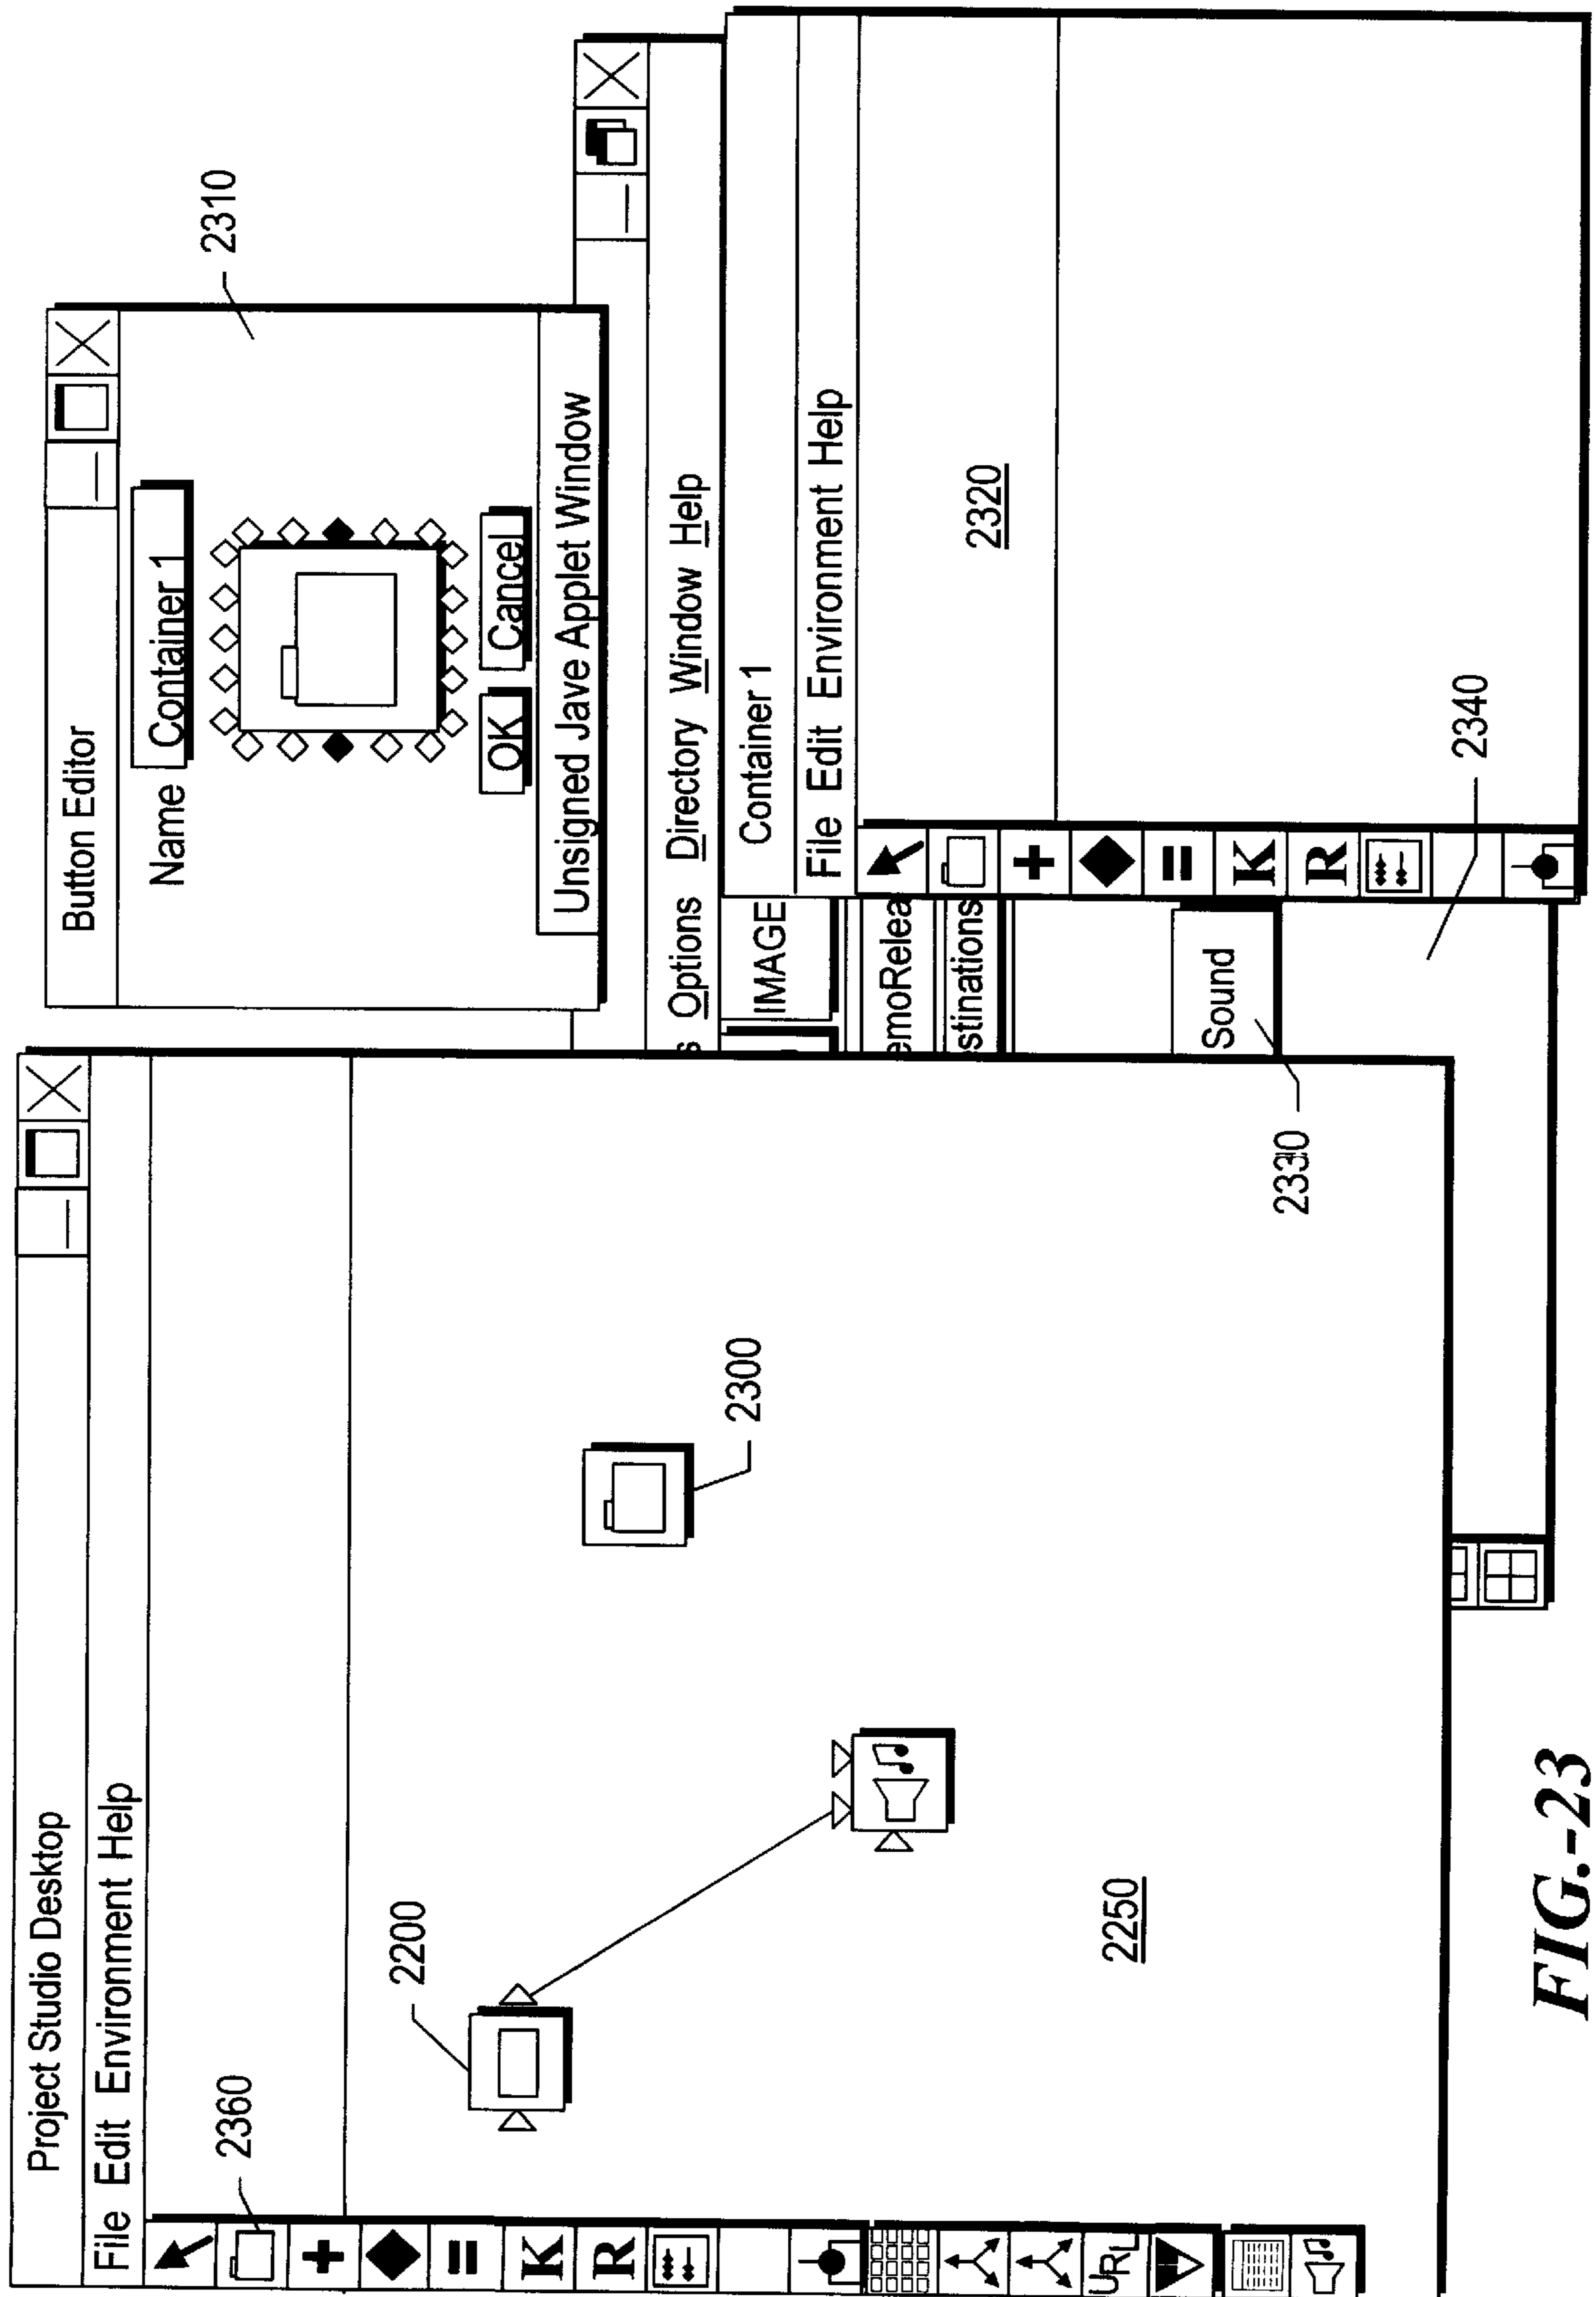 Project Studio Desktop
File Edit Environment Help
2360
2200
2300
2250
K
R
URL
Button Editor
Name Container 1
OK Cancel
Unsigned Jave Applet Window
2310
s Options Directory Window Help
IMAGE
emoRelea
stinations
Sound
2330
2340
Container 1
File Edit Environment Help
2320
K
R
FIG.-23